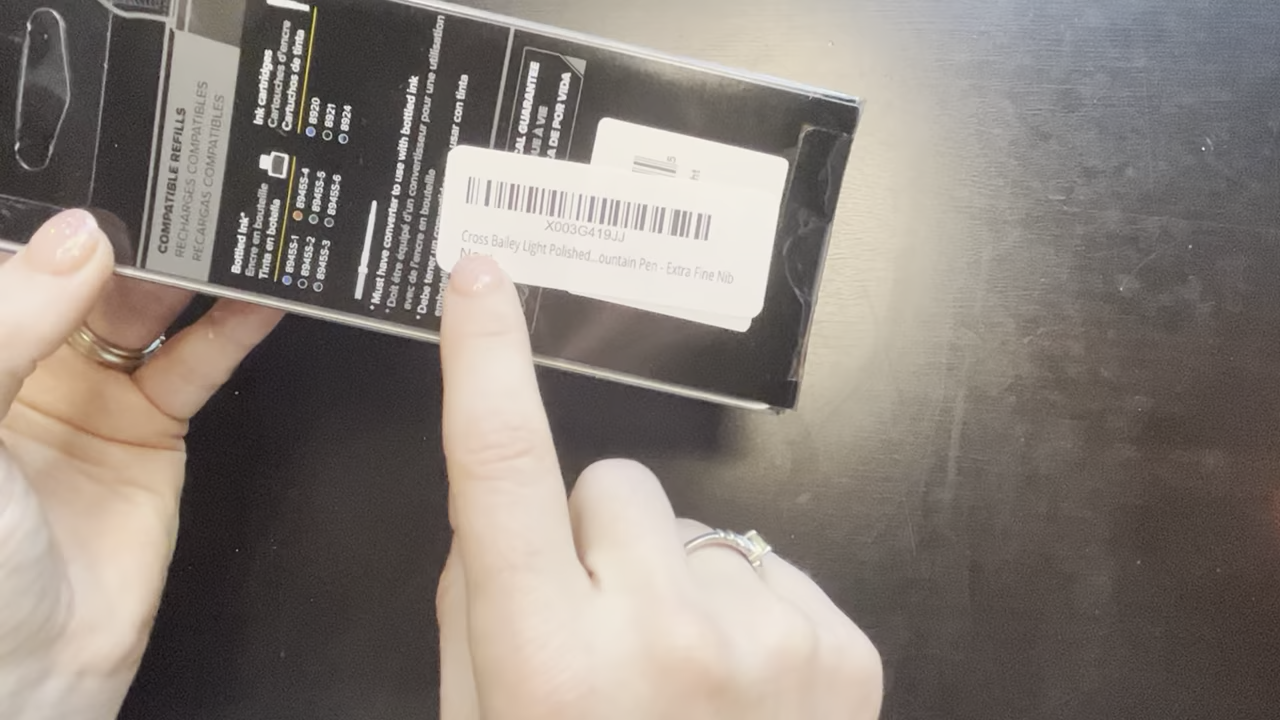 COMPATIBLE REFILLS
RECHARGES COMPATIBLES
RECARGAS COMPATIBLES
Bottled Ink*
Encre en bouteille
Tinta en botella
8945S-1
8945S-2
8945S-3
8945S-4
8945S-5
8945S-6
Ink cartridges
Cartouches d'encre
Cartuchos de tinta
8920
8921
8924
* Must have converter to use with bottled ink
* Doit être équipé d'un convertisseur pour une utilisation
avec de l'encre en bouteille
* Debe tener un usar con tinta
GUARANTEE
À VIE
DE POR VIDA
X003G419JJ
Cross Bailey Light Polished...ountain Pen - Extra Fine Nib